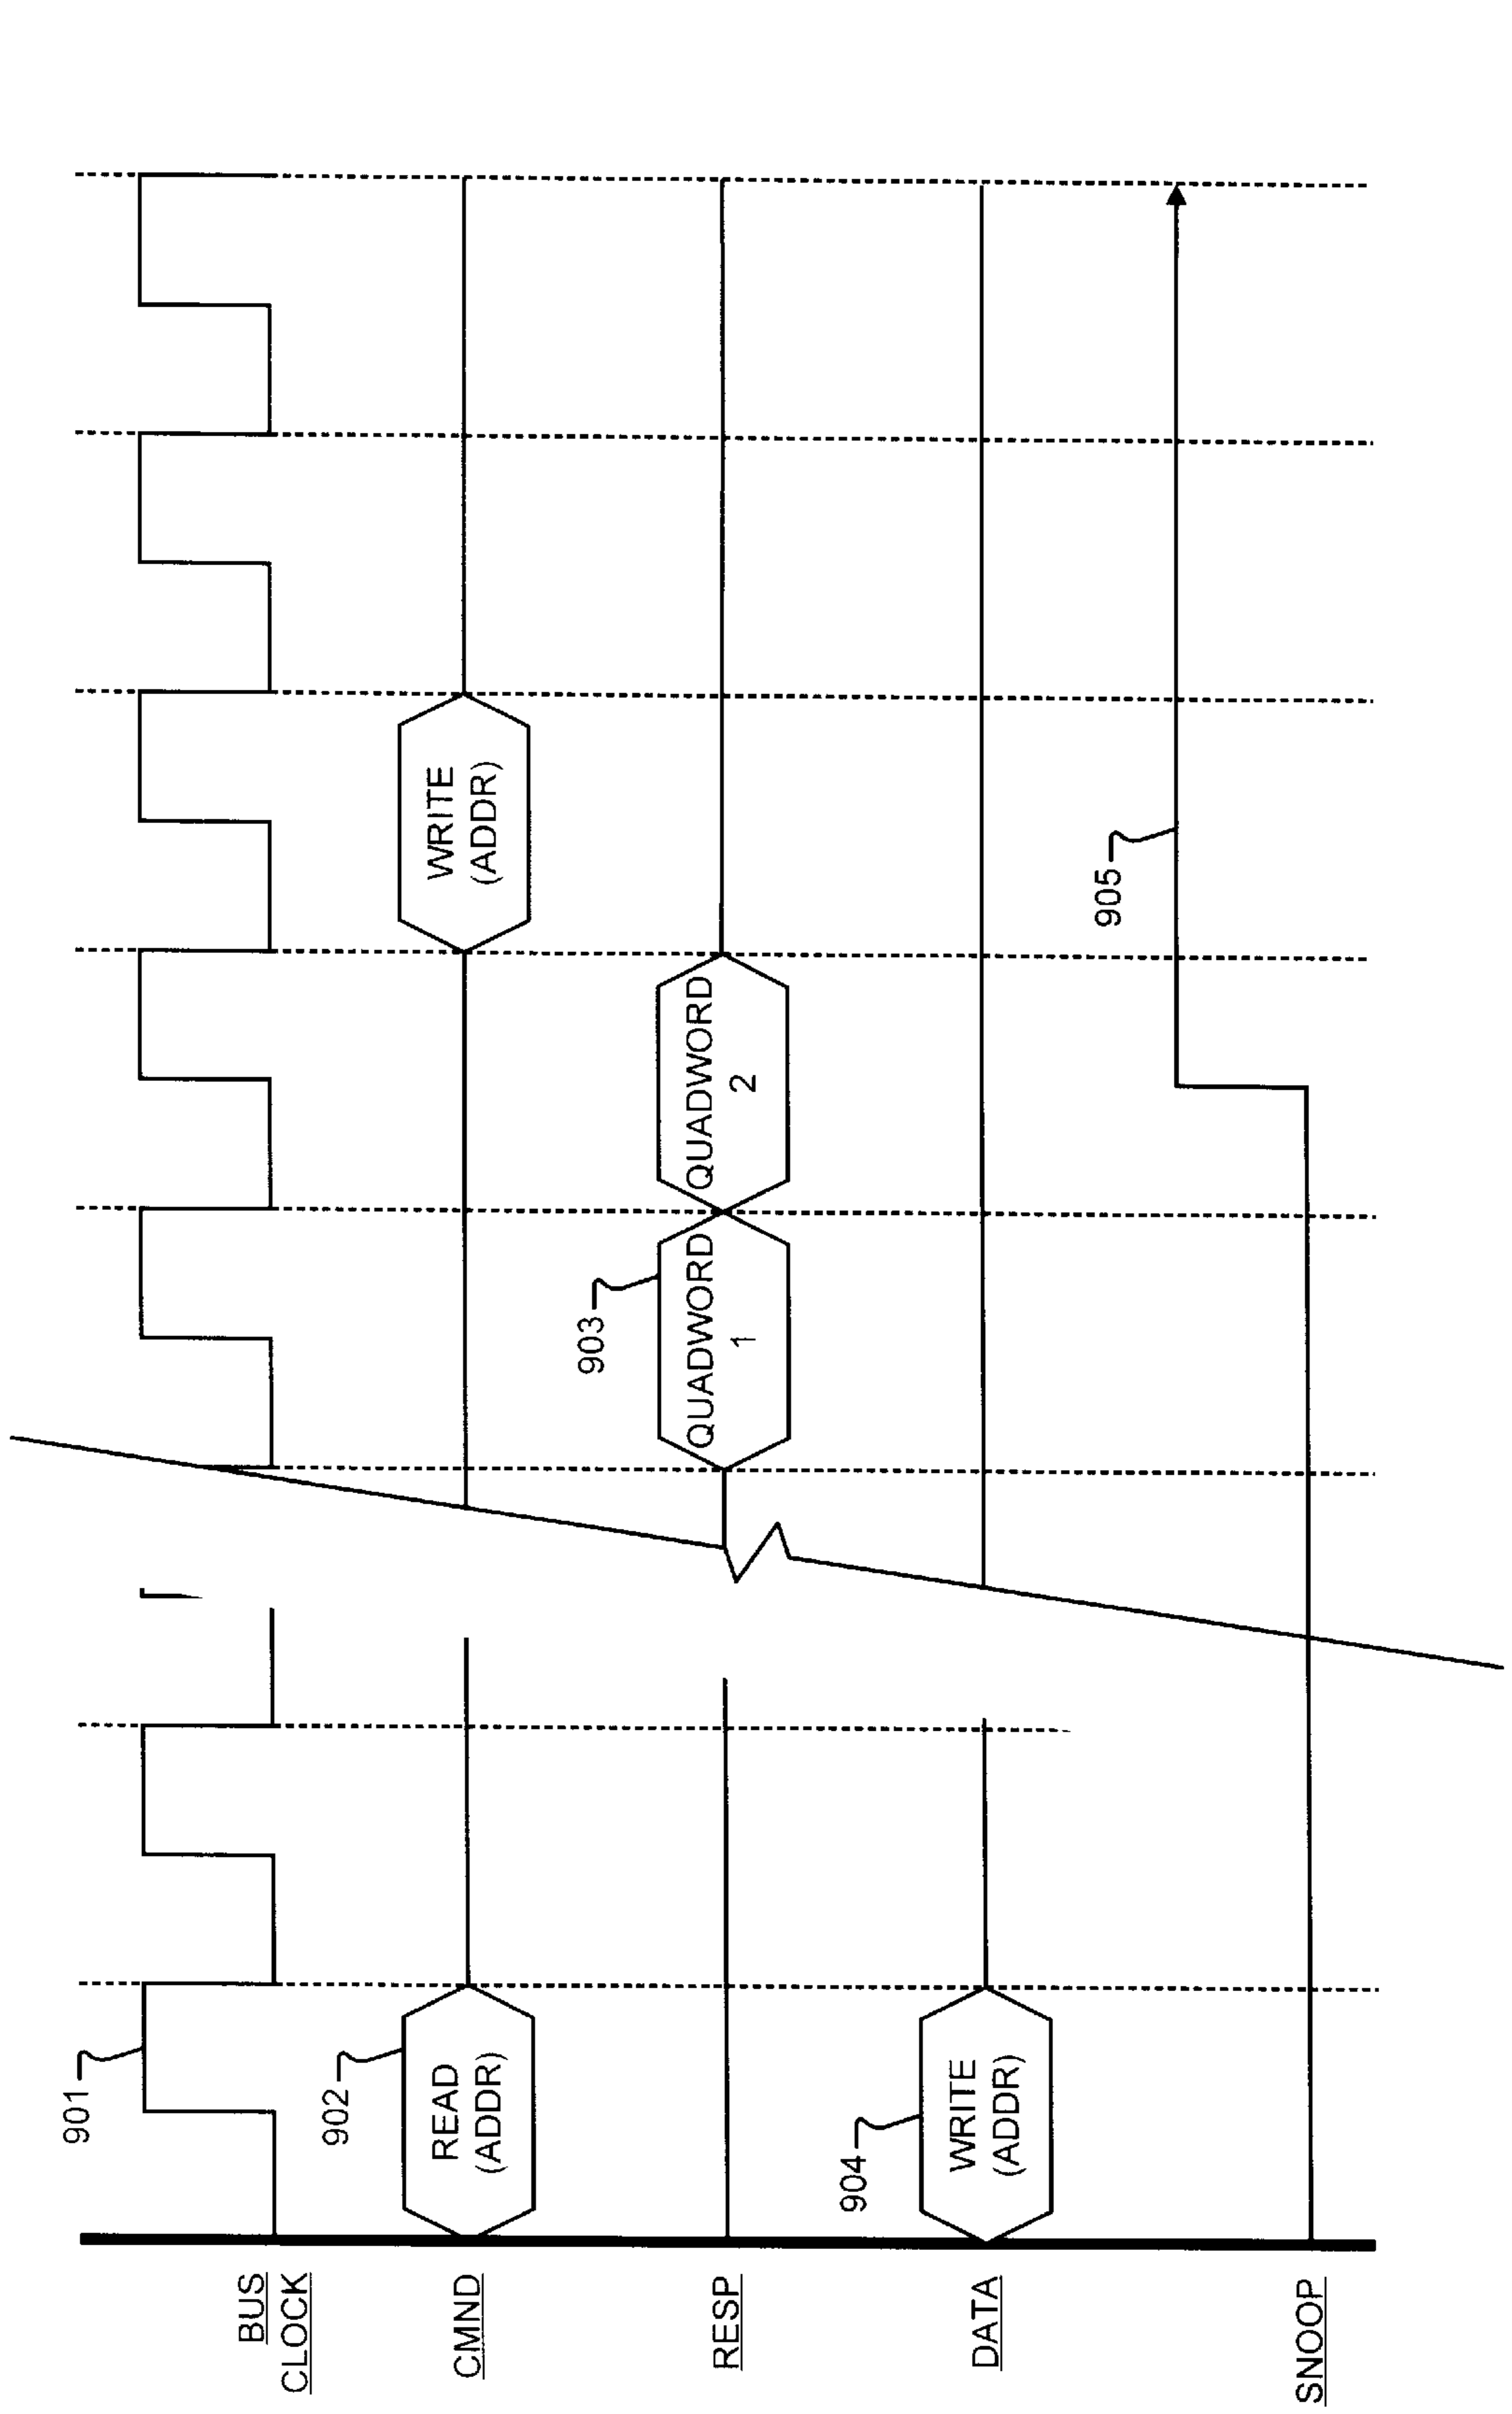 BUS
CLOCK
901
CMND
902
READ
(ADDR)
WRITE
(ADDR)
RESP
903
QUADWORD
1
QUADWORD
2
DATA
904
WRITE
(ADDR)
SNOOP
905